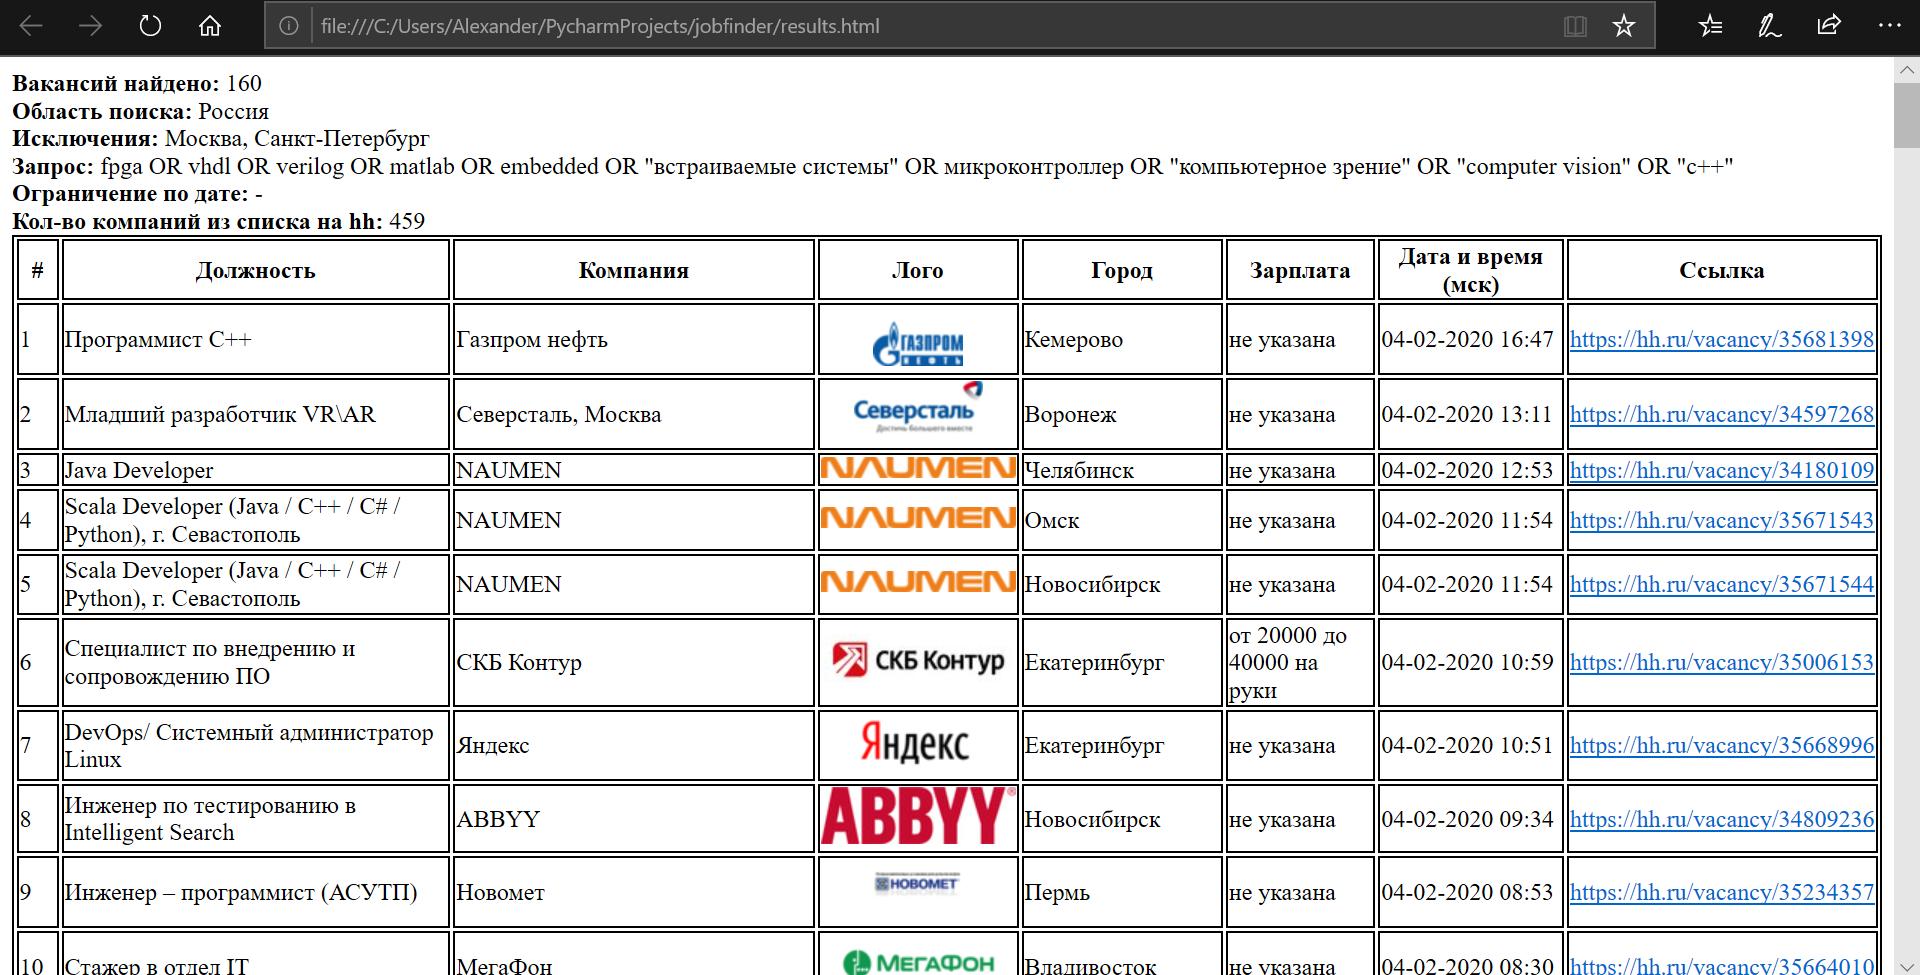 file:///C:/Users/Alexander/PycharmProjects/jobfinder/results.html
Вакансий найдено: 160
Область поиска: Россия
Исключения: Москва, Санкт-Петербург
Запрос: fpga OR vhdl OR verilog OR matlab OR embedded OR "встраиваемые системы" OR микроконтроллер OR "компьютерное зрение" OR "computer vision" OR "c++"
Ограничение по дате: -
Кол-во компаний из списка на hh: 459
# Должность Компания Лого Город Зарплата Дата и время (мск) Ссылка
1 Программист C++ Газпром нефть ГАЗПРОМ НЕФТЬ Кемерово не указана 04-02-2020 16:47 https://hh.ru/vacancy/35681398
2 Младший разработчик VR\AR Северсталь, Москва Северсталь Достичь большего вместе Воронеж не указана 04-02-2020 13:11 https://hh.ru/vacancy/34597268
3 Java Developer NAUMEN NAUMEN Челябинск не указана 04-02-2020 12:53 https://hh.ru/vacancy/34180109
4 Scala Developer (Java / C++ / C# / Python), г. Севастополь NAUMEN NAUMEN Омск не указана 04-02-2020 11:54 https://hh.ru/vacancy/35671543
5 Scala Developer (Java / C++ / C# / Python), г. Севастополь NAUMEN NAUMEN Новосибирск не указана 04-02-2020 11:54 https://hh.ru/vacancy/35671544
6 Специалист по внедрению и сопровождению ПО СКБ Контур СКБ Контур Екатеринбург от 20000 до 40000 на руки 04-02-2020 10:59 https://hh.ru/vacancy/35006153
7 DevOps/ Системный администратор Linux Яндекс Яндекс Екатеринбург не указана 04-02-2020 10:51 https://hh.ru/vacancy/35668996
8 Инженер по тестированию в Intelligent Search ABBYY ABBYY® Новосибирск не указана 04-02-2020 09:34 https://hh.ru/vacancy/34809236
9 Инженер – программист (АСУТП) Новомет НОВОМЕТ Пермь не указана 04-02-2020 08:53 https://hh.ru/vacancy/35234357
10 Стажер в отдел IT МегаФон МЕГАФОН Владивосток не указана 04-02-2020 08:30 https://hh.ru/vacancy/35664010